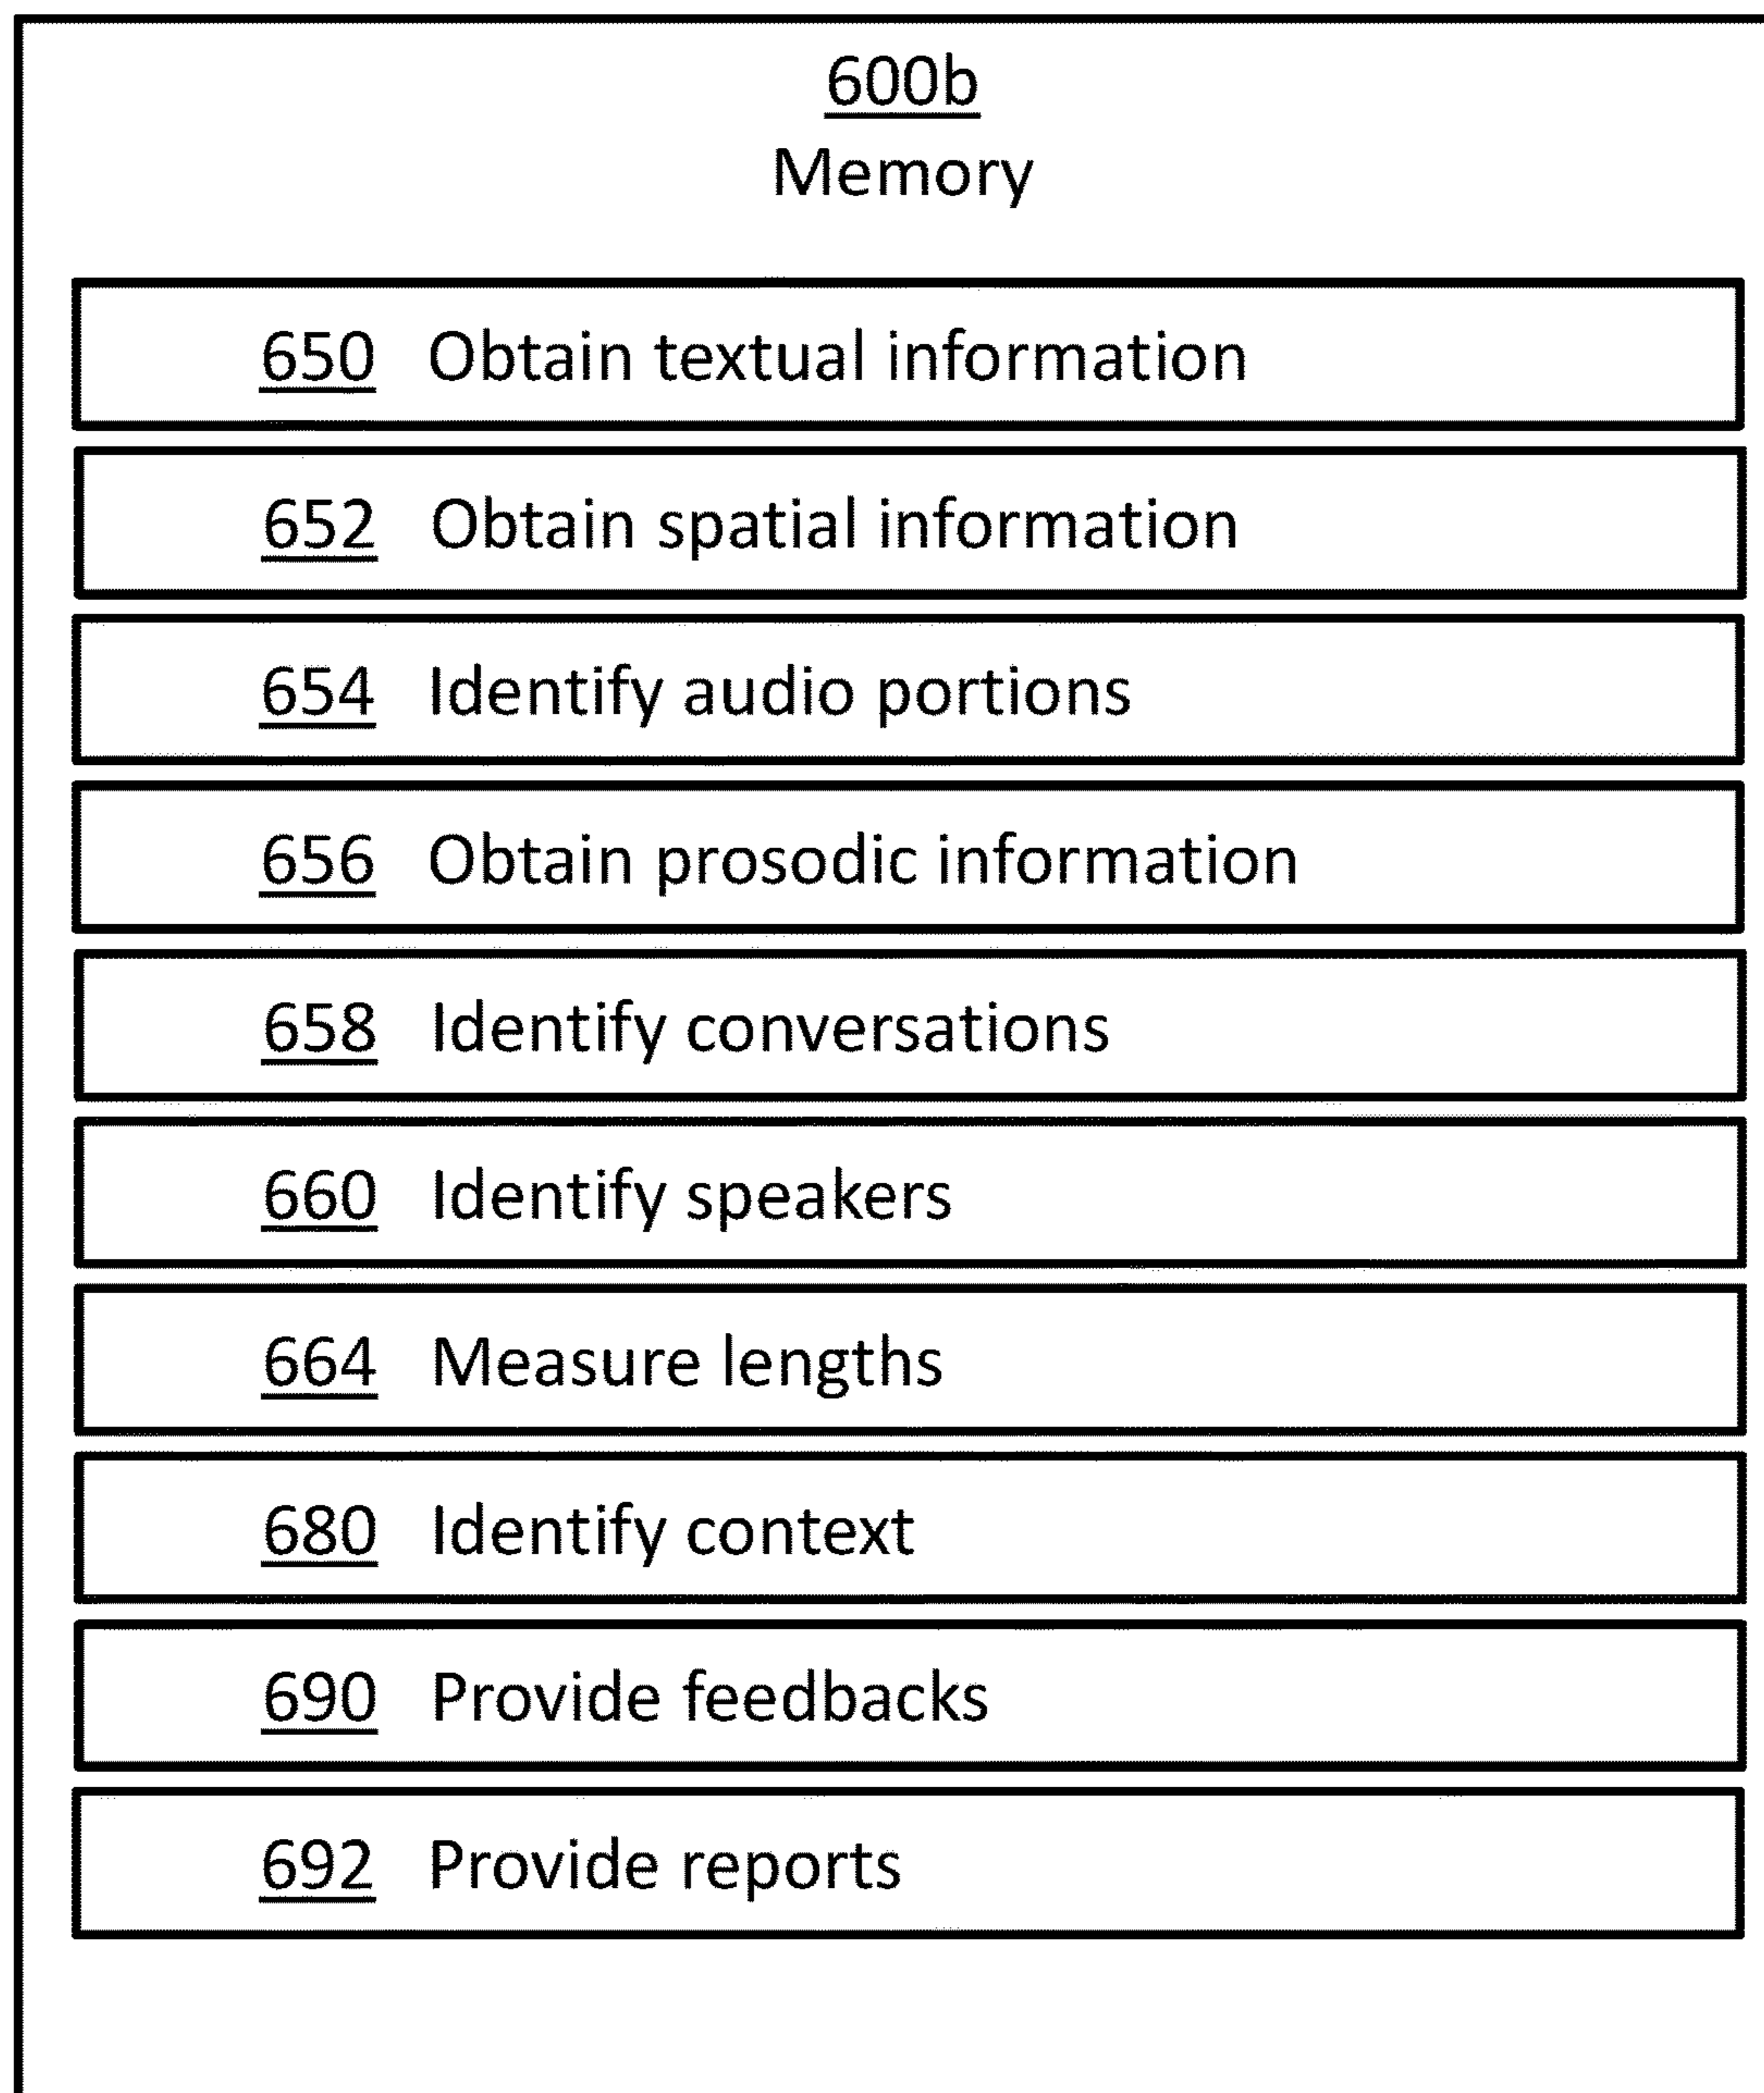 600b
Memory
650 Obtain textual information
652 Obtain spatial information
654 Identify audio portions
656 Obtain prosodic information
658 Identify conversations
660 Identify speakers
664 Measure lengths
680 Identify context
690 Provide feedbacks
692 Provide reports